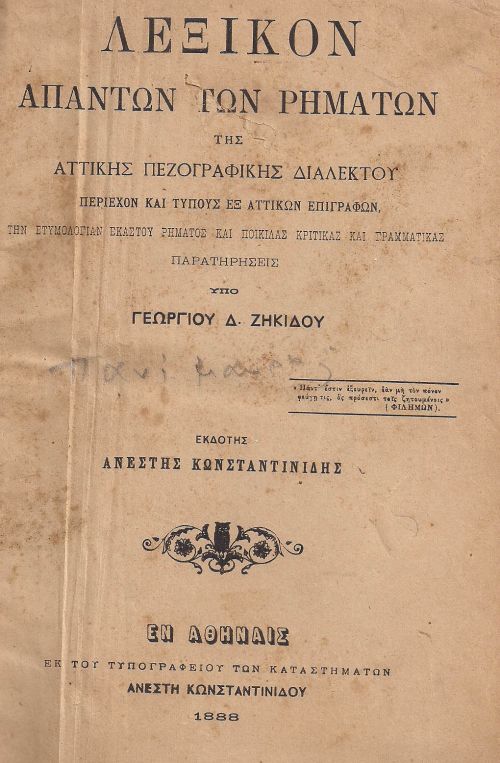 ΛΕΞΙΚΟΝ
ΑΠΑΝΤΩΝ ΤΩΝ ΡΗΜΑΤΩΝ
ΤΗΣ
ΑΤΤΙΚΗΣ ΠΕΖΟΓΡΑΦΙΚΗΣ ΔΙΑΛΕΚΤΟΥ
ΠΕΡΙΕΧΟΝ ΚΑΙ ΤΥΠΟΥΣ ΕΞ ΑΤΤΙΚΩΝ ΕΠΙΓΡΑΦΩΝ,
ΤΗΝ ΕΤΥΜΟΛΟΓΙΑΝ ΕΚΑΣΤΟΥ ΡΗΜΑΤΟΣ ΚΑΙ ΠΟΙΚΙΛΑΣ ΚΡΙΤΙΚΑΣ ΚΑΙ ΓΡΑΜΜΑΤΙΚΑΣ
ΠΑΡΑΤΗΡΗΣΕΙΣ
ΥΠΟ
ΓΕΩΡΓΙΟΥ Δ. ΖΗΚΙΔΟΥ
«Πάντ' ἔστιν ἐξευρεῖν, ἐὰν μὴ τὸν πόνον
φεύγῃ τις, ὃς πρόσεστι τοῖς ζητουμένοις»
(ΦΙΛΗΜΩΝ).
ΕΚΔΟΤΗΣ
ΑΝΕΣΤΗΣ ΚΩΝΣΤΑΝΤΙΝΙΔΗΣ
ΕΝ ΑΘΗΝΑΙΣ
ΕΚ ΤΟΥ ΤΥΠΟΓΡΑΦΕΙΟΥ ΤΩΝ ΚΑΤΑΣΤΗΜΑΤΩΝ
ΑΝΕΣΤΗ ΚΩΝΣΤΑΝΤΙΝΙΔΟΥ
1888